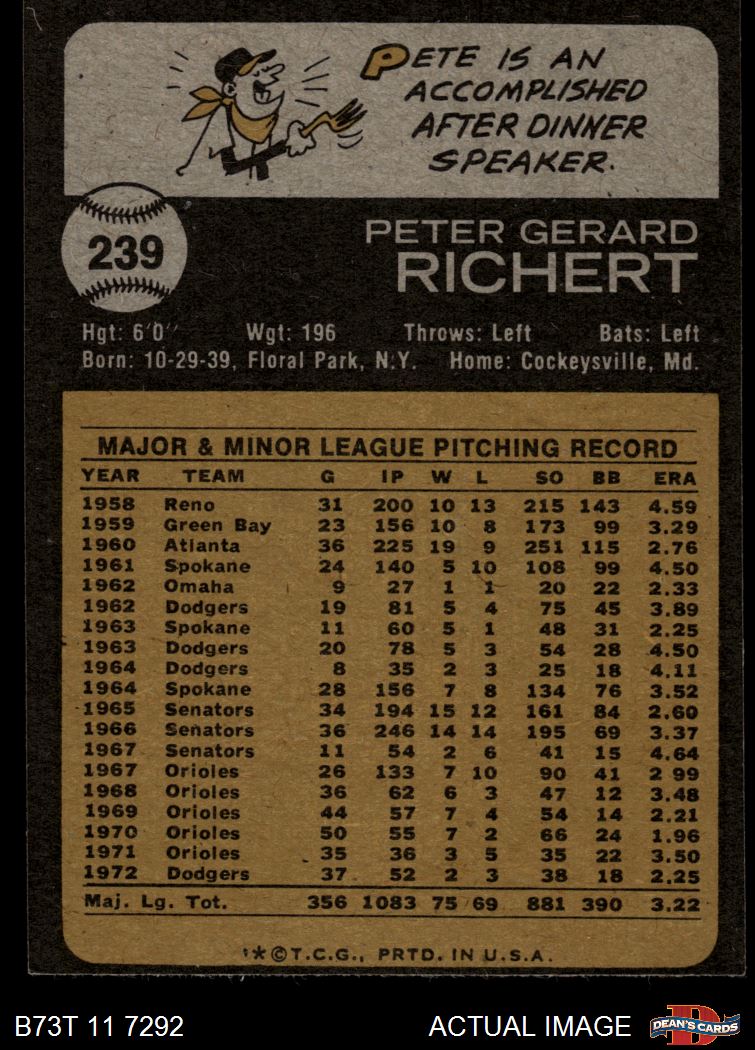 PETE IS AN
ACCOMPLISHED
AFTER DINNER
SPEAKER.
239
PETER GERARD
RICHERT
Hgt: 6'0" Wgt: 196 Throws: Left Bats: Left
Born: 10-29-39, Floral Park, N.Y. Home: Cockeysville, Md.
MAJOR & MINOR LEAGUE PITCHING RECORD
YEAR TEAM G IP W L SO BB ERA
1958 Reno 31 200 10 13 215 143 4.59
1959 Green Bay 23 156 10 8 173 99 3.29
1960 Atlanta 36 225 19 9 251 115 2.76
1961 Spokane 24 140 5 10 108 99 4.50
1962 Omaha 9 27 1 1 20 22 2.33
1962 Dodgers 19 81 5 4 75 45 3.89
1963 Spokane 11 60 5 1 48 31 2.25
1963 Dodgers 20 78 5 3 54 28 4.50
1964 Dodgers 8 35 2 3 25 18 4.11
1964 Spokane 28 156 7 8 134 76 3.52
1965 Senators 34 194 15 12 161 84 2.60
1966 Senators 36 246 14 14 195 69 3.37
1967 Senators 11 54 2 6 41 15 4.64
1967 Orioles 26 133 7 10 90 41 2 99
1968 Orioles 36 62 6 3 47 12 3.48
1969 Orioles 44 57 7 4 54 14 2.21
1970 Orioles 50 55 7 2 66 24 1.96
1971 Orioles 35 36 3 5 35 22 3.50
1972 Dodgers 37 52 2 3 38 18 2.25
Maj. Lg. Tot. 356 1083 75 69 881 390 3.22
*©T.C.G., PRTD. IN U.S.A.
B73T 11 7292 ACTUAL IMAGE DEAN'S CARDS